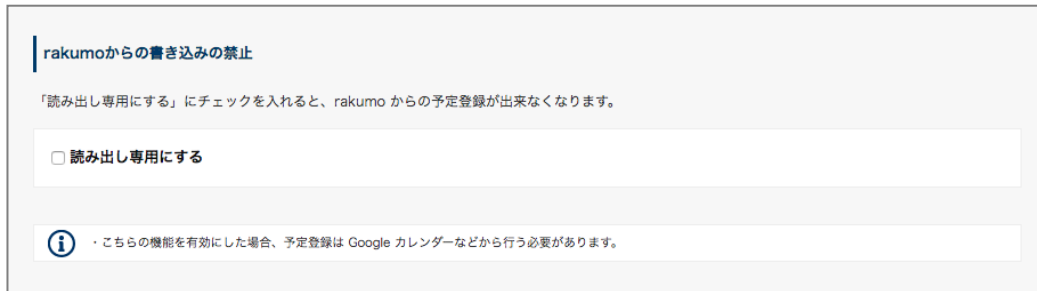 rakumoからの書き込みの禁止
「読み出し専用にする」にチェックを入れると、rakumo からの予定登録が出来なくなります。
読み出し専用にする
・こちらの機能を有効にした場合、予定登録は Google カレンダーなどから行う必要があります。